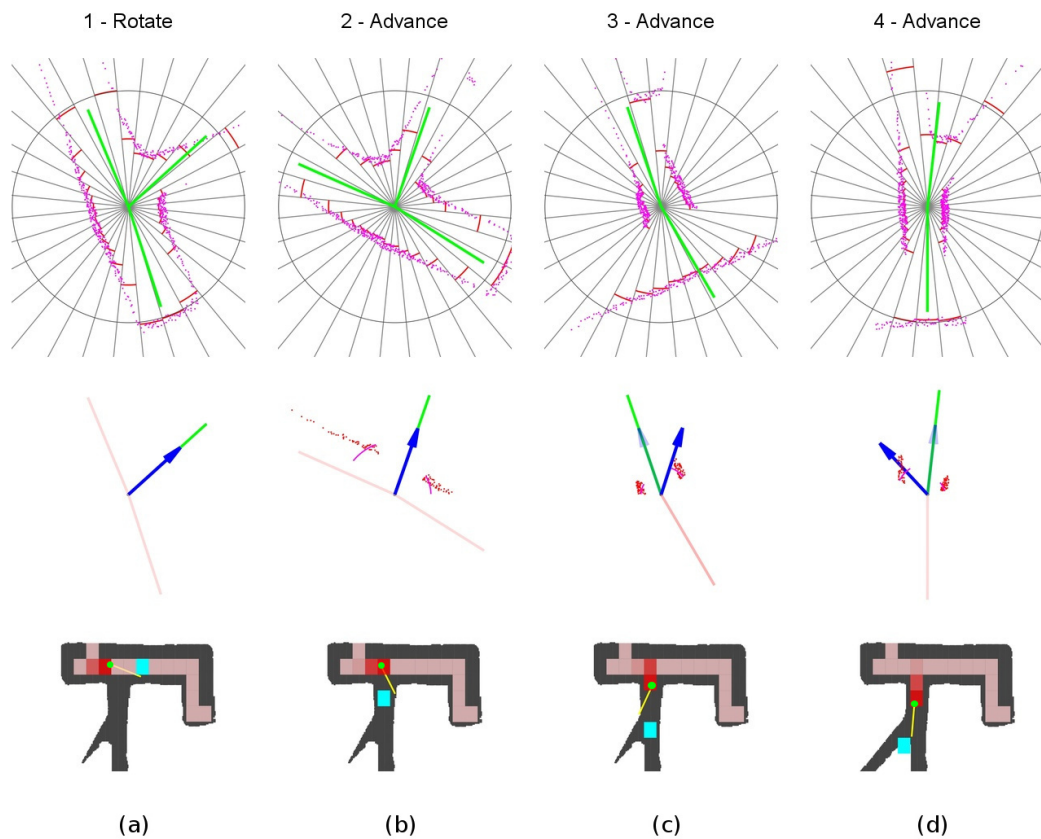 1 - Rotate
2 - Advance
3 - Advance
4 - Advance
(a)
(b)
(c)
(d)